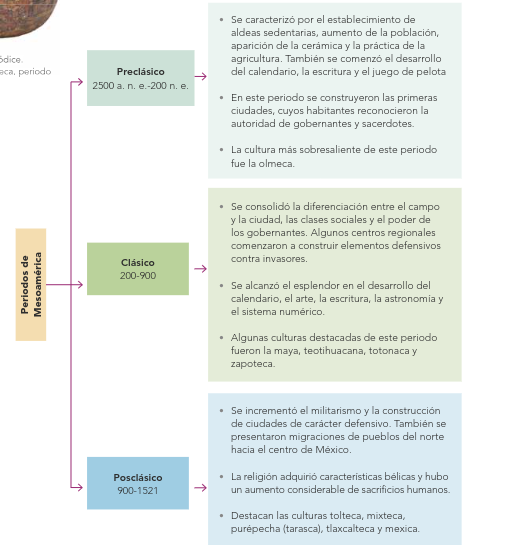 ódice.
eca, periodo
Periodos de
Mesoamérica
Preclásico
2500 a. n. e.-200 n. e.
• Se caracterizó por el establecimiento de
aldeas sedentarias, aumento de la población,
aparición de la cerámica y la práctica de la
agricultura. También se comenzó el desarrollo
del calendario, la escritura y el juego de pelota
• En este periodo se construyeron las primeras
ciudades, cuyos habitantes reconocieron la
autoridad de gobernantes y sacerdotes.
• La cultura más sobresaliente de este periodo
fue la olmeca.
Clásico
200-900
• Se consolidó la diferenciación entre el campo
y la ciudad, las clases sociales y el poder de
los gobernantes. Algunos centros regionales
comenzaron a construir elementos defensivos
contra invasores.
• Se alcanzó el esplendor en el desarrollo del
calendario, el arte, la escritura, la astronomía y
el sistema numérico.
• Algunas culturas destacadas de este periodo
fueron la maya, teotihuacana, totonaca y
zapoteca.
Posclásico
900-1521
• Se incrementó el militarismo y la construcción
de ciudades de carácter defensivo. También se
presentaron migraciones de pueblos del norte
hacia el centro de México.
• La religión adquirió características bélicas y hubo
un aumento considerable de sacrificios humanos.
• Destacan las culturas tolteca, mixteca,
purépecha (tarasca), tlaxcalteca y mexica.